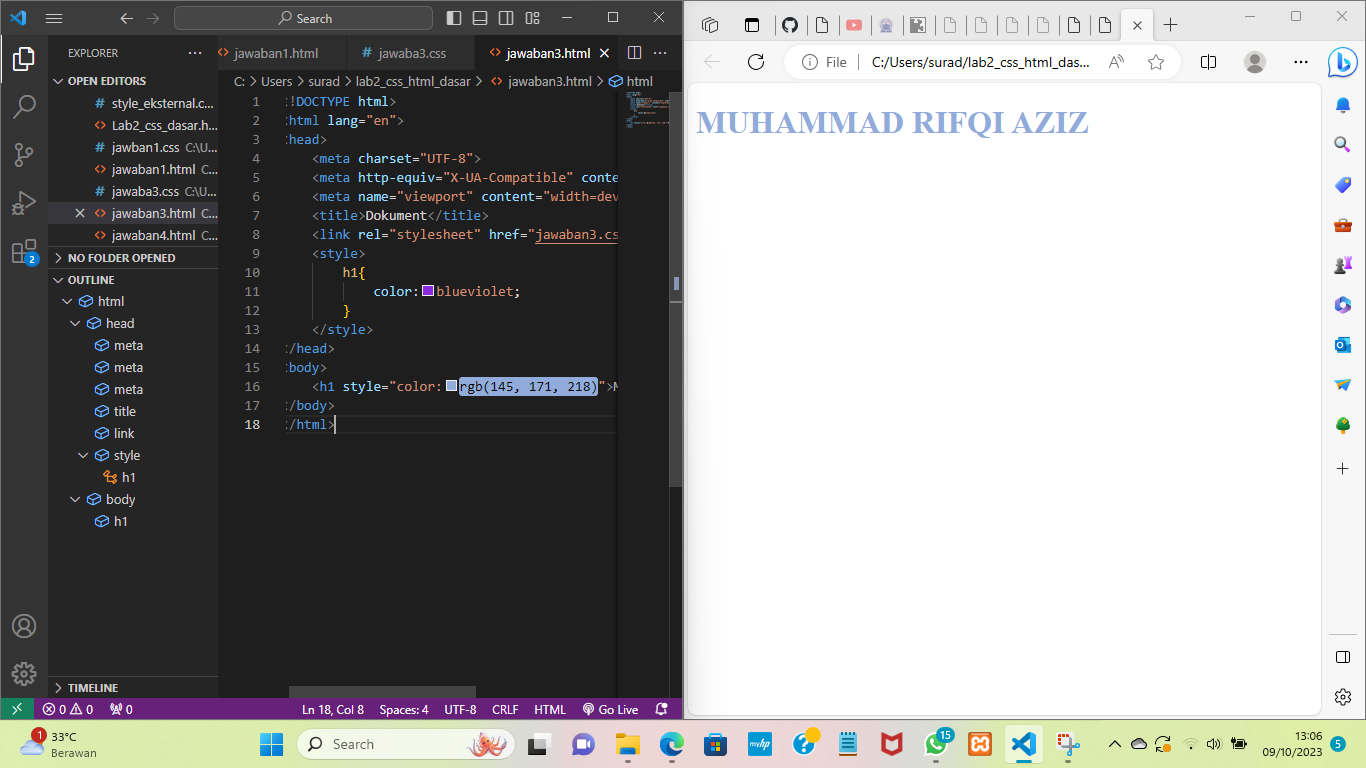 Search
EXPLORER
jawaban1.html
jawaba3.css
jawaban3.html
OPEN EDITORS
style_eksternal.c...
Lab2_css_dasar.h...
jawban1.css C:\U...
jawaban1.html C...
jawaba3.css C:\U...
jawaban3.html C...
jawaban4.html C...
NO FOLDER OPENED
OUTLINE
html
head
meta
meta
meta
title
link
style
h1
body
h1
TIMELINE
C: > Users > surad > lab2_css_html_dasar > jawaban3.html > html
1 !DOCTYPE html>
2 html lang="en">
3 head>
4 <meta charset="UTF-8">
5 <meta http-equiv="X-UA-Compatible" conte
6 <meta name="viewport" content="width=dev
7 <title>Dokument</title>
8 <link rel="stylesheet" href="jawaban3.cs
9 <style>
10 h1{
11 color:blueviolet;
12 }
13 </style>
14 /head>
15 body>
16 <h1 style="color:rgb(145, 171, 218)">M
17 /body>
18 /html>
0 0 0
Ln 18, Col 8
Spaces: 4
UTF-8
CRLF
HTML
Go Live
2
File
C:/Users/surad/lab2_css_html_das...
MUHAMMAD RIFQI AZIZ
1
33°C
Berawan
Search
myhp
15
13:06
09/10/2023
5